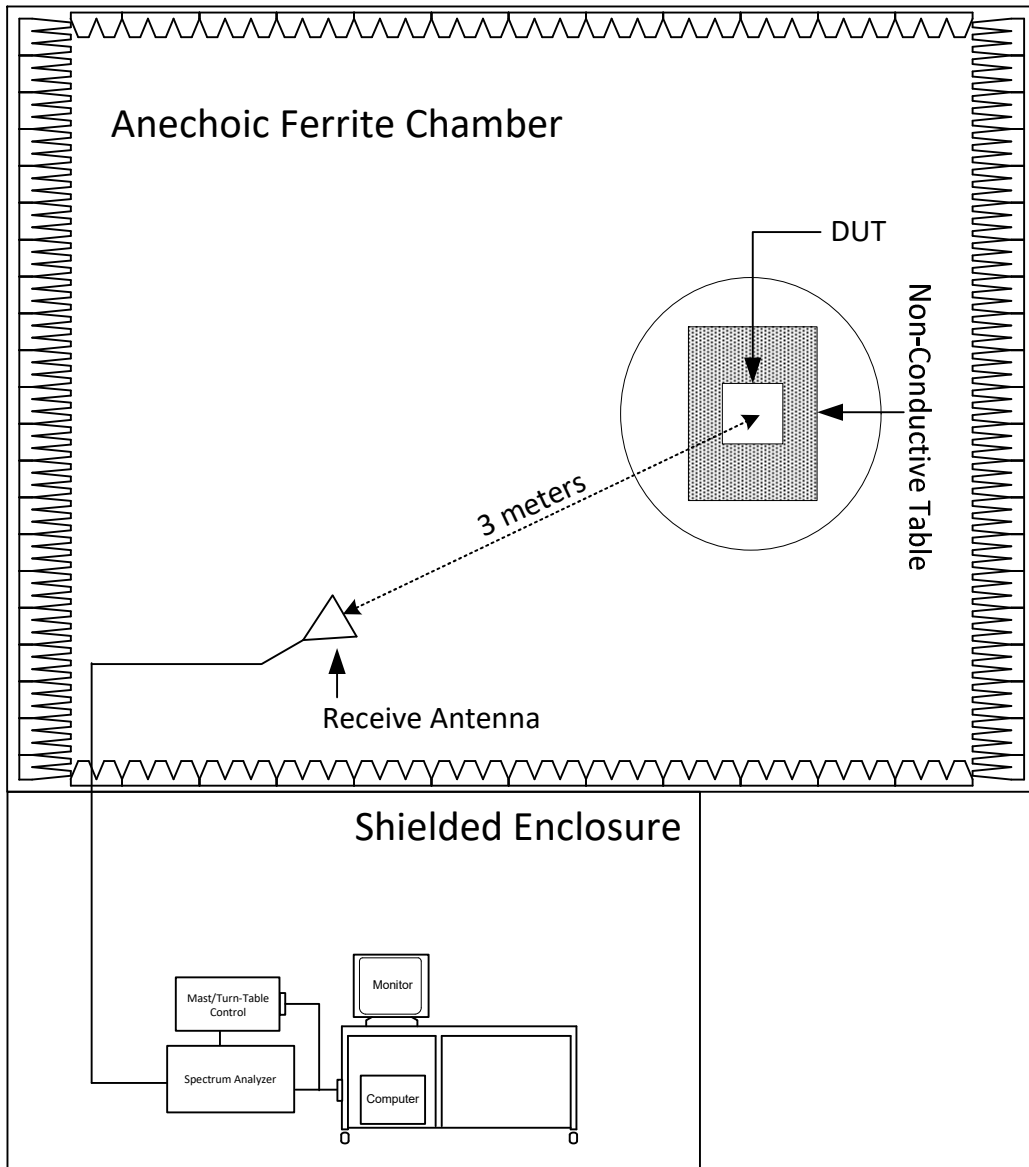 Anechoic Ferrite Chamber
DUT
Non-Conductive Table
3 meters
Receive Antenna
Shielded Enclosure
Monitor
Mast/Turn-Table
Control
Spectrum Analyzer
Computer